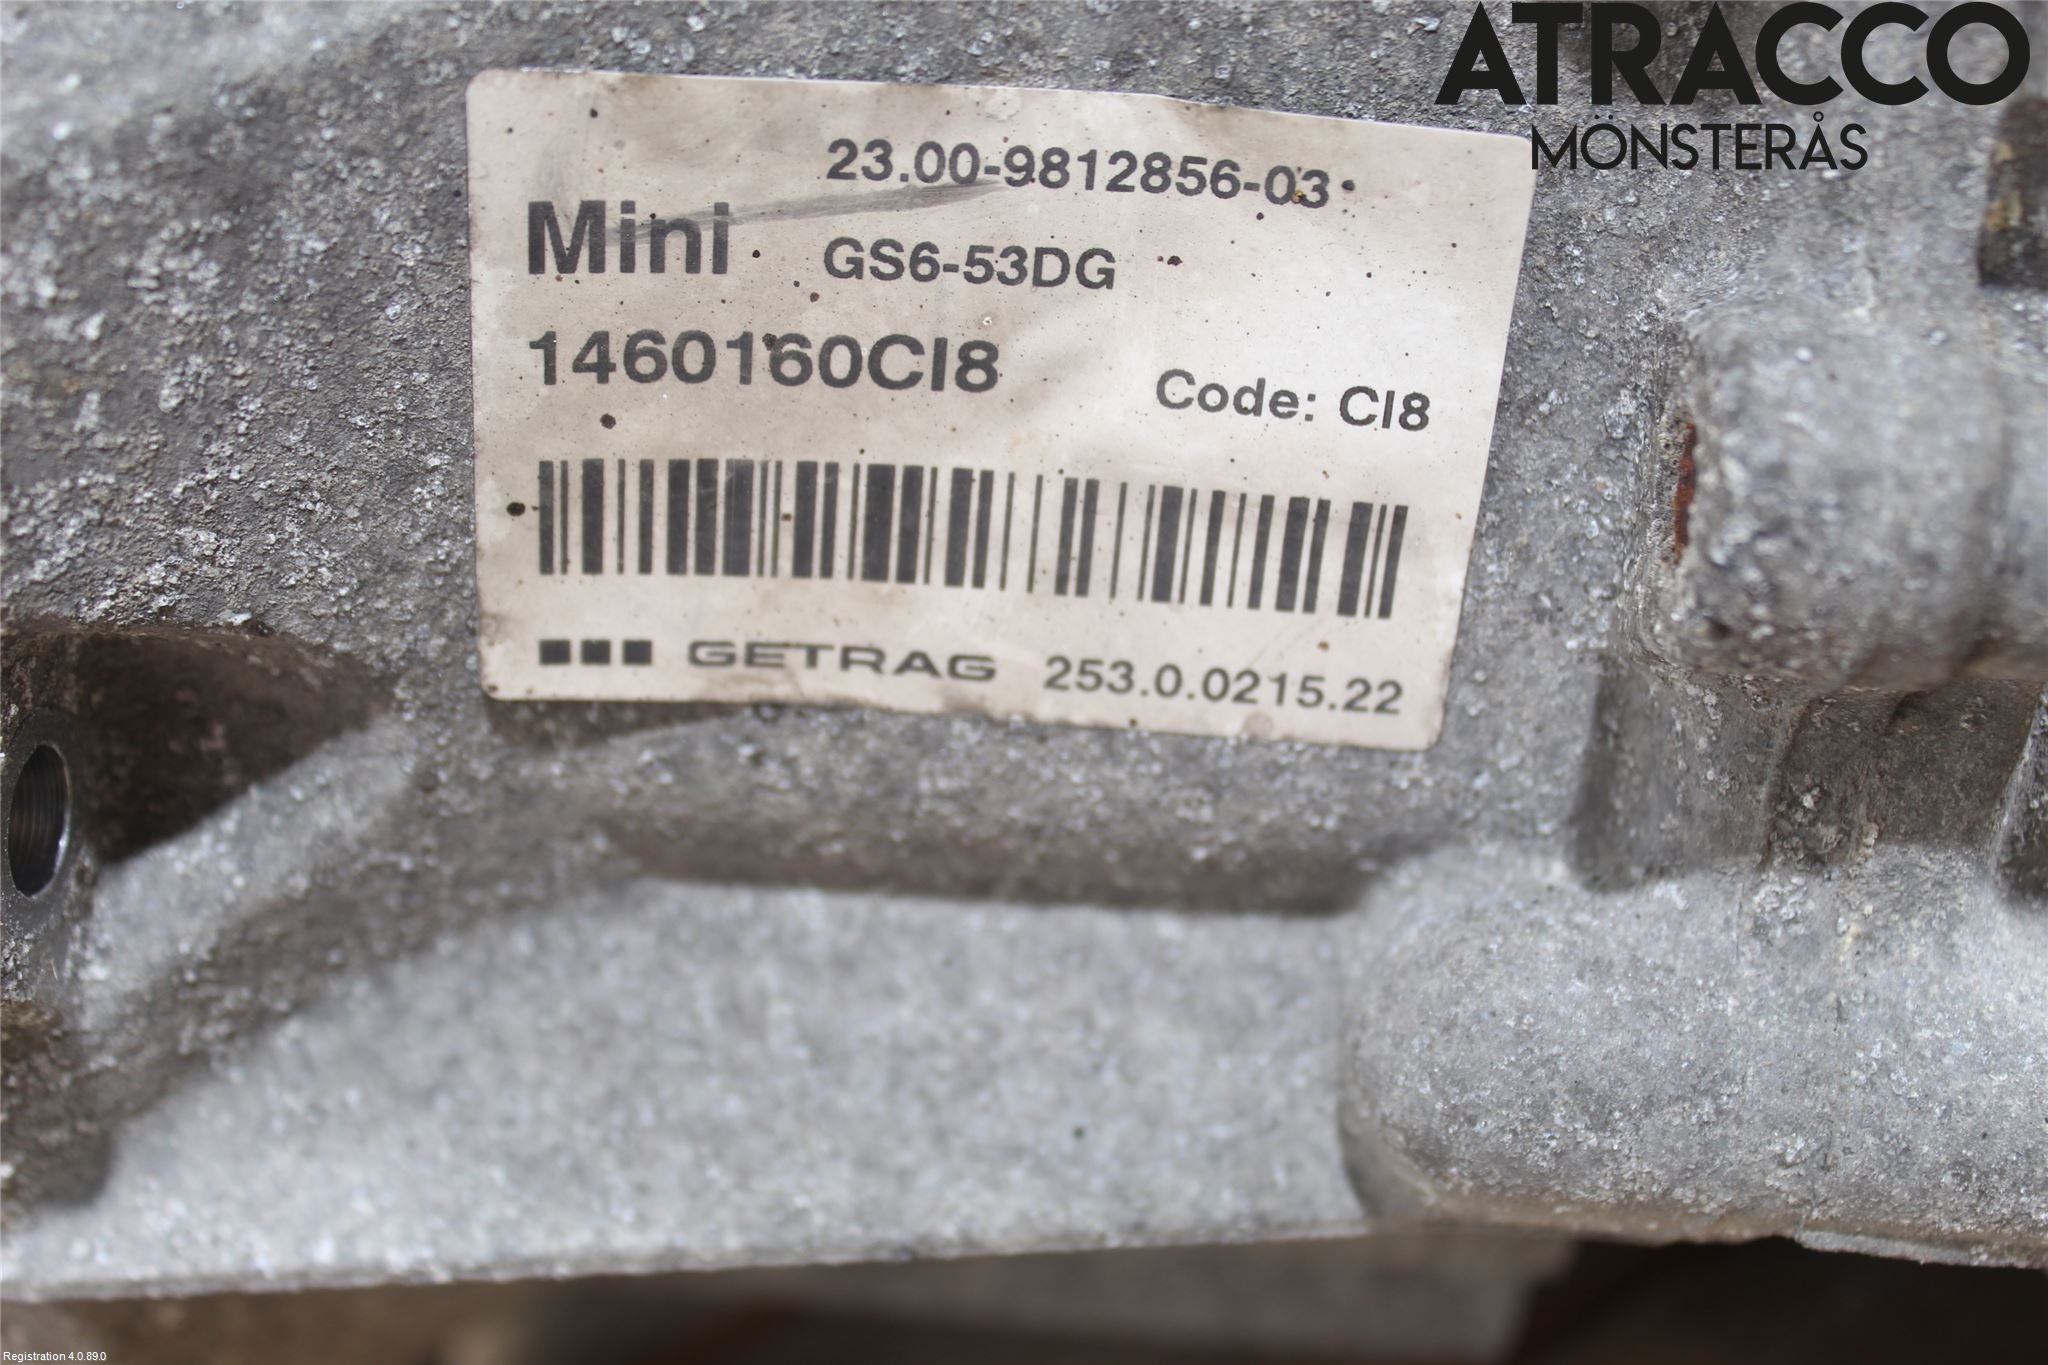 ATRACCO
MÖNSTERÅS
23.00-9812856-03
Mini GS6-53DG
1460160CI8
Code: CI8
GETRAG 253.0.0215.22
Registration 4.0.89.0